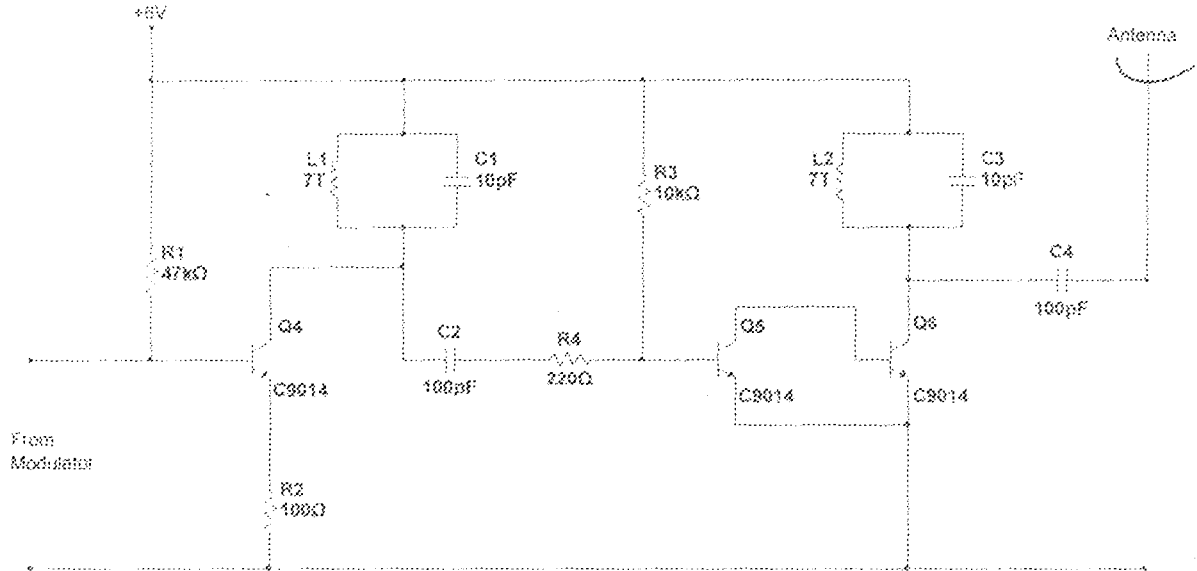 Antenna
L1
7T
C1
10pF
R3
10kΩ
L2
7T
C3
10pF
R1
47kΩ
C4
100pF
Q4
C2
100pF
R4
220Ω
Q5
Q6
C9014
C9014
C9014
From
Modulator
R2
100Ω